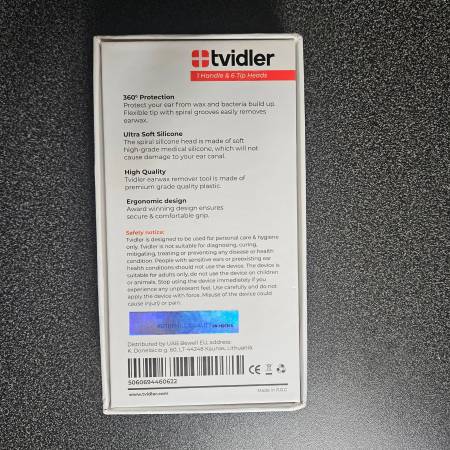 tvidler
1 Handle & 6 Tip Heads
360° Protection
Protect your ear from wax and bacteria build up.
Flexible tip with spiral grooves easily removes
earwax.
Ultra Soft Silicone
The spiral silicone head is made of soft
high-grade medical silicone, which will not
cause damage to your ear canal.
High Quality
Tvidler earwax remover tool is made of
premium grade quality plastic.
Ergonomic design
Award winning design ensures
secure & comfortable grip.
Safely notice:
Tvidler is designed to be used for personal care & hygiene
only. Tvidler is not suitable for diagnosing, curing,
mitigating, treating or preventing any disease or health
condition. People with sensitive ears or preexisting ear
health conditions should not use the device. The device is
suitable for adults only, do not use the device on children
or animals. Stop using the device immediately if you
experience any unpleasant feel. Use carefully and do not
apply the device with force. Misuse of the device could
cause injury or pain.
Distributed by UAB Bewell EU, address:
K. Donelaicio g. 60, LT-44248 Kaunas, Lithuania
5060694460622
CE
www.tvidler.com
Made in P.R.C